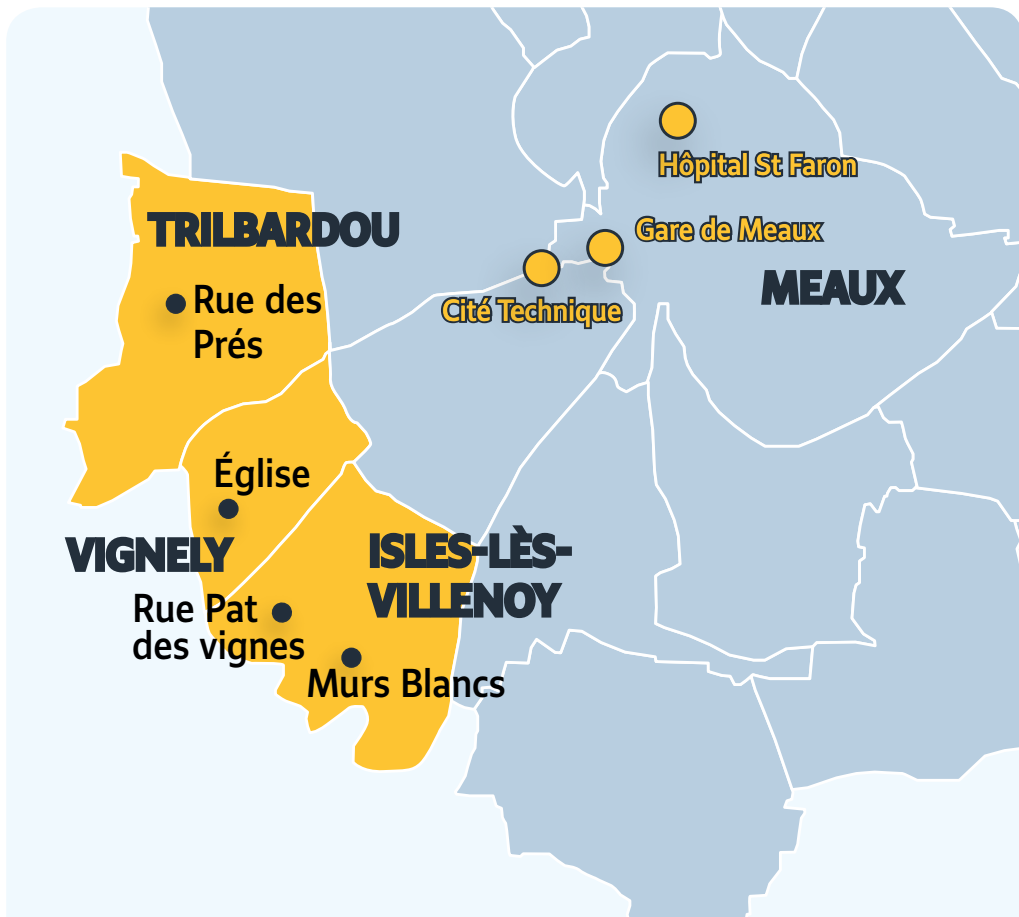 Hôpital St Faron
TRILBARDOU
Gare de Meaux
MEAUX
Rue des
Prés
Cité Technique
Église
VIGNELY
ISLES-LÈS-
VILLENOY
Rue Pat
des vignes
Murs Blancs